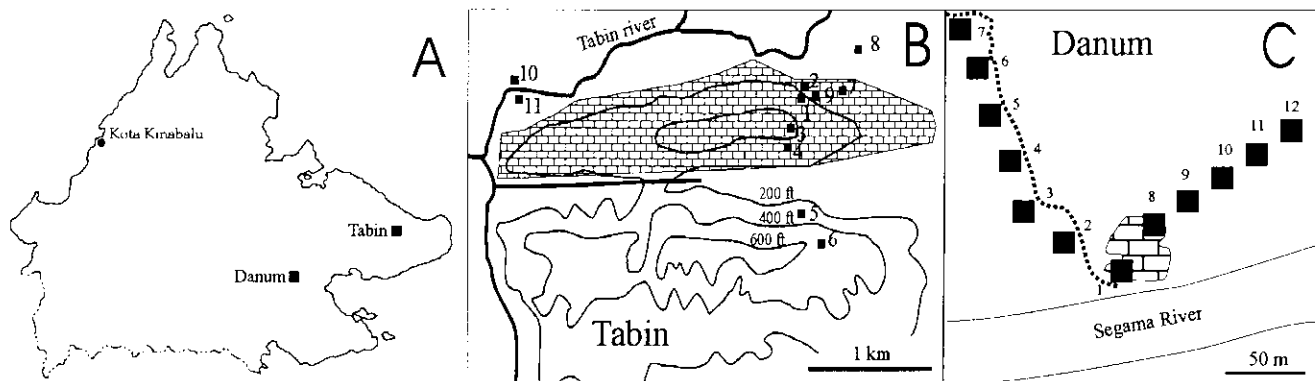 A
Kota Kinabalu
Tabin
Danum
B
Tabin river
8
10
11
2
7
9
1
3
4
200 ft
400 ft
5
600 ft
6
Tabin
1 km
C
Danum
7
6
5
4
3
2
1
12
11
10
9
8
Segama River
50 m